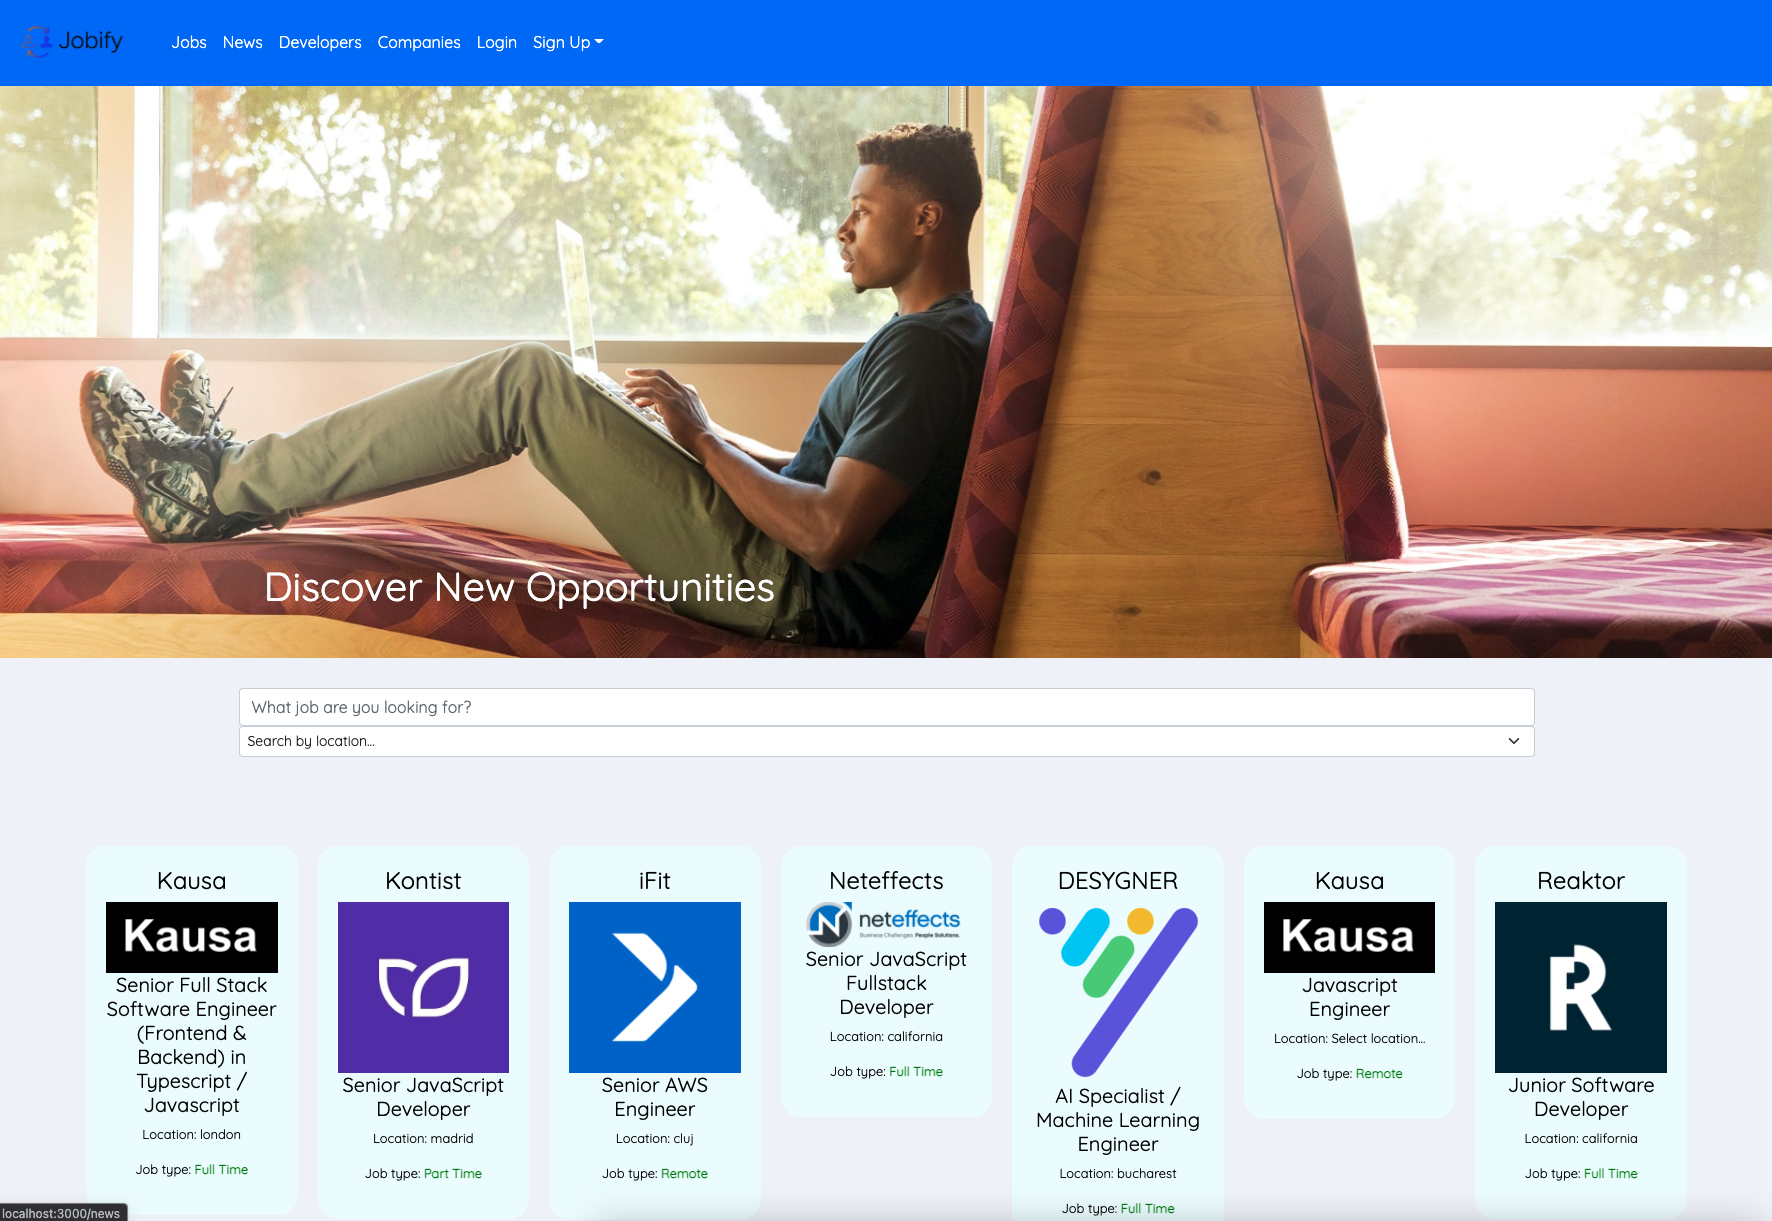 Jobify
Jobs News Developers Companies Login Sign Up
Discover New Opportunities
What job are you looking for?
Search by location...
Kausa
Kausa
Senior Full Stack
Software Engineer
(Frontend &
Backend) in
Typescript /
Javascript
Location: london
Job type: Full Time
Kontist
Senior JavaScript
Developer
Location: madrid
Job type: Part Time
iFit
Senior AWS
Engineer
Location: cluj
Job type: Remote
Neteffects
N neteffects
Business Challenges. People Solutions.
Senior JavaScript
Fullstack
Developer
Location: california
Job type: Full Time
DESYGNER
AI Specialist /
Machine Learning
Engineer
Location: bucharest
Job type: Full Time
Kausa
Kausa
Javascript
Engineer
Location: Select location...
Job type: Remote
Reaktor
R
Junior Software
Developer
Location: california
Job type: Full Time
localhost:3000/news